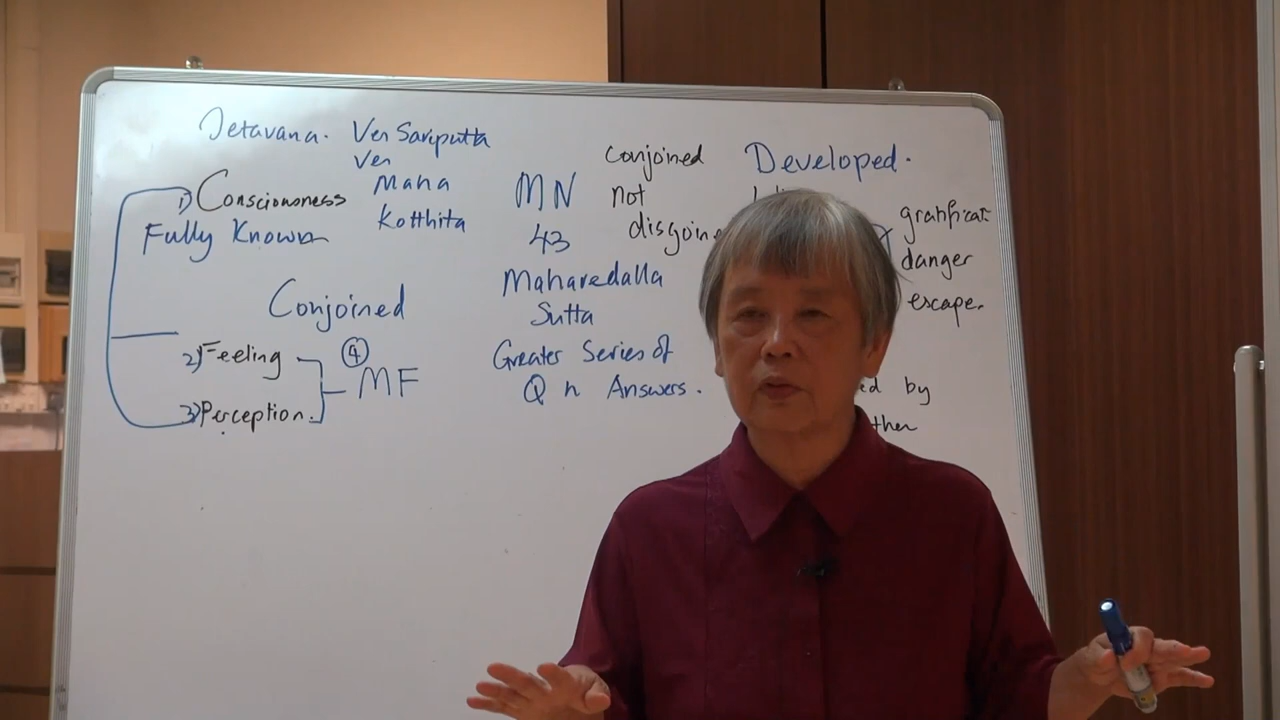 Jetavana. Ven Sariputta
Ven
Maha
Kotthita
1) Consciousness
Fully Known
Conjoined
2) Feeling
④
MF
3) Perception.
MN
43
Mahavedalla
Sutta
Greater Series of
Q n Answers.
Conjoined
not
Developed.
gratificat
danger
escape.
by